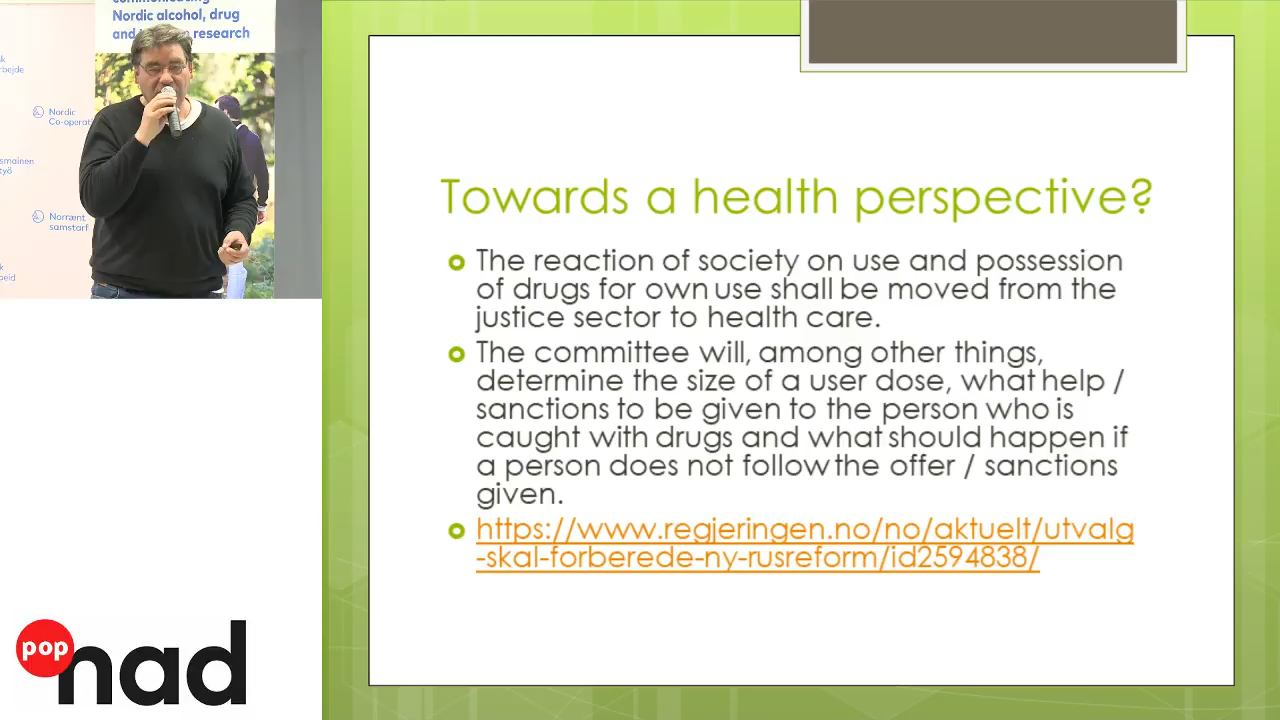 Nordic alcohol, drug
and research
Nordic
Co-operati
Norrænt
samstarf
pop
nad
Towards a health perspective?
The reaction of society on use and possession
of drugs for own use shall be moved from the
justice sector to health care.
The committee will, among other things,
determine the size of a user dose, what help /
sanctions to be given to the person who is
caught with drugs and what should happen if
a person does not follow the offer / sanctions
given.
https://www.regjeringen.no/no/aktuelt/utvalg
-skal-forberede-ny-rusreform/id2594838/